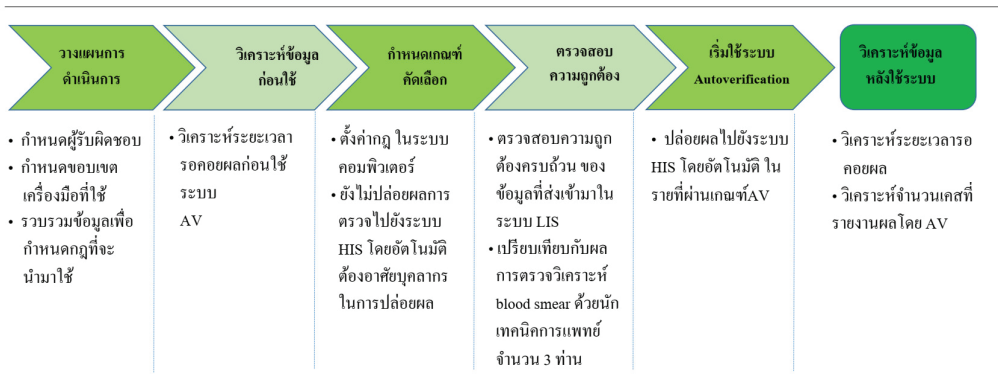 วางแผนการ
ดำเนินการ
วิเคราะห์ข้อมูล
ก่อนใช้
กำหนดเกณฑ์
คัดเลือก
ตรวจสอบ
ความถูกต้อง
เริ่มใช้ระบบ
Autoverification
วิเคราะห์ข้อมูล
หลังใช้ระบบ
• กำหนดผู้รับผิดชอบ
• กำหนดขอบเขต
เครื่องมือที่ใช้
• รวบรวมข้อมูลเพื่อ
กำหนดกฎที่จะ
นำมาใช้
• วิเคราะห์ระยะเวลา
รอคอยผลก่อนใช้
ระบบ
AV
• ตั้งค่ากฎ ในระบบ
คอมพิวเตอร์
• ยังไม่ปล่อยผลการ
ตรวจไปยังระบบ
HIS โดยอัตโนมัติ
ต้องอาศัยบุคลากร
ในการปล่อยผล
• ตรวจสอบความถูก
ต้องครบถ้วน ของ
ข้อมูลที่ส่งเข้ามาใน
ระบบ LIS
• เปรียบเทียบกับผล
การตรวจวิเคราะห์
blood smear ด้วยนัก
เทคนิคการแพทย์
จำนวน 3 ท่าน
• ปล่อยผลไปยังระบบ
HIS โดยอัตโนมัติ ใน
รายที่ผ่านเกณฑ์AV
• วิเคราะห์ระยะเวลารอ
คอยผล
• วิเคราะห์จำนวนเคสที่
รายงานผลโดย AV